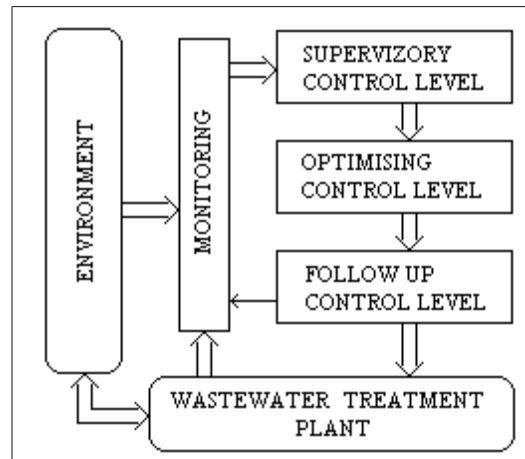 ENVIRONMENT
MONITORING
SUPERVIZORY
CONTROL LEVEL
OPTIMISING
CONTROL LEVEL
FOLLOW UP
CONTROL LEVEL
WASTEWATER TREATMENT
PLANT